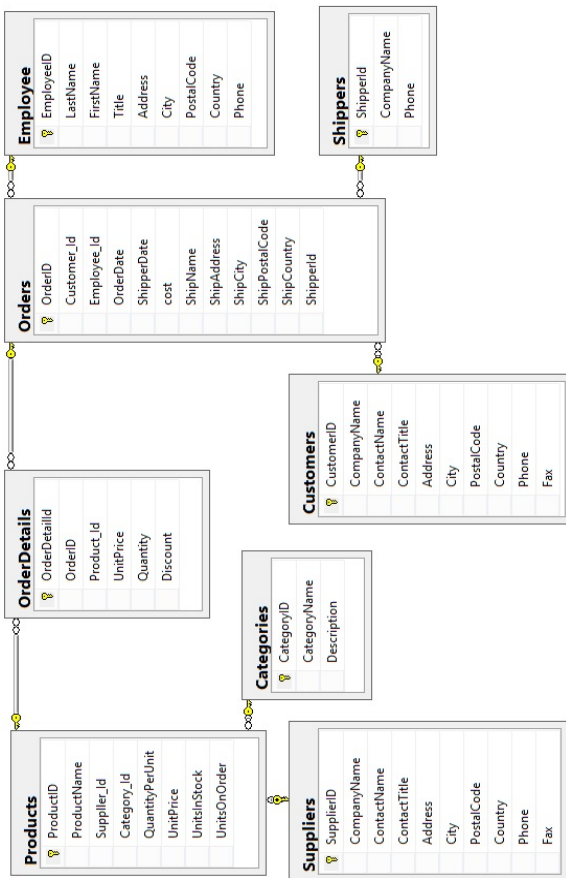 Products
ProductID
ProductName
Suppller_Id
Category_Id
QuantityPerUnit
UnitPrice
UnitsInStock
UnitsOnOrder
OrderDetails
OrderDetailId
OrderID
Product_Id
UnitPrice
Quantity
Discount
Orders
OrderID
Customer_Id
Employee_Id
OrderDate
ShipperDate
cost
ShipName
ShipAddress
ShipCity
ShipPostalCode
ShipCountry
ShipperId
Employee
EmployeeID
LastName
FirstName
Title
Address
City
PostalCode
Country
Phone
Suppliers
SupplierID
CompanyName
ContactName
ContactTitle
Address
City
PostalCode
Country
Phone
Fax
Categories
CategoryID
CategoryName
Description
Customers
CustomerID
CompanyName
ContactName
ContactTitle
Address
City
PostalCode
Country
Phone
Fax
Shippers
ShipperId
CompanyName
Phone